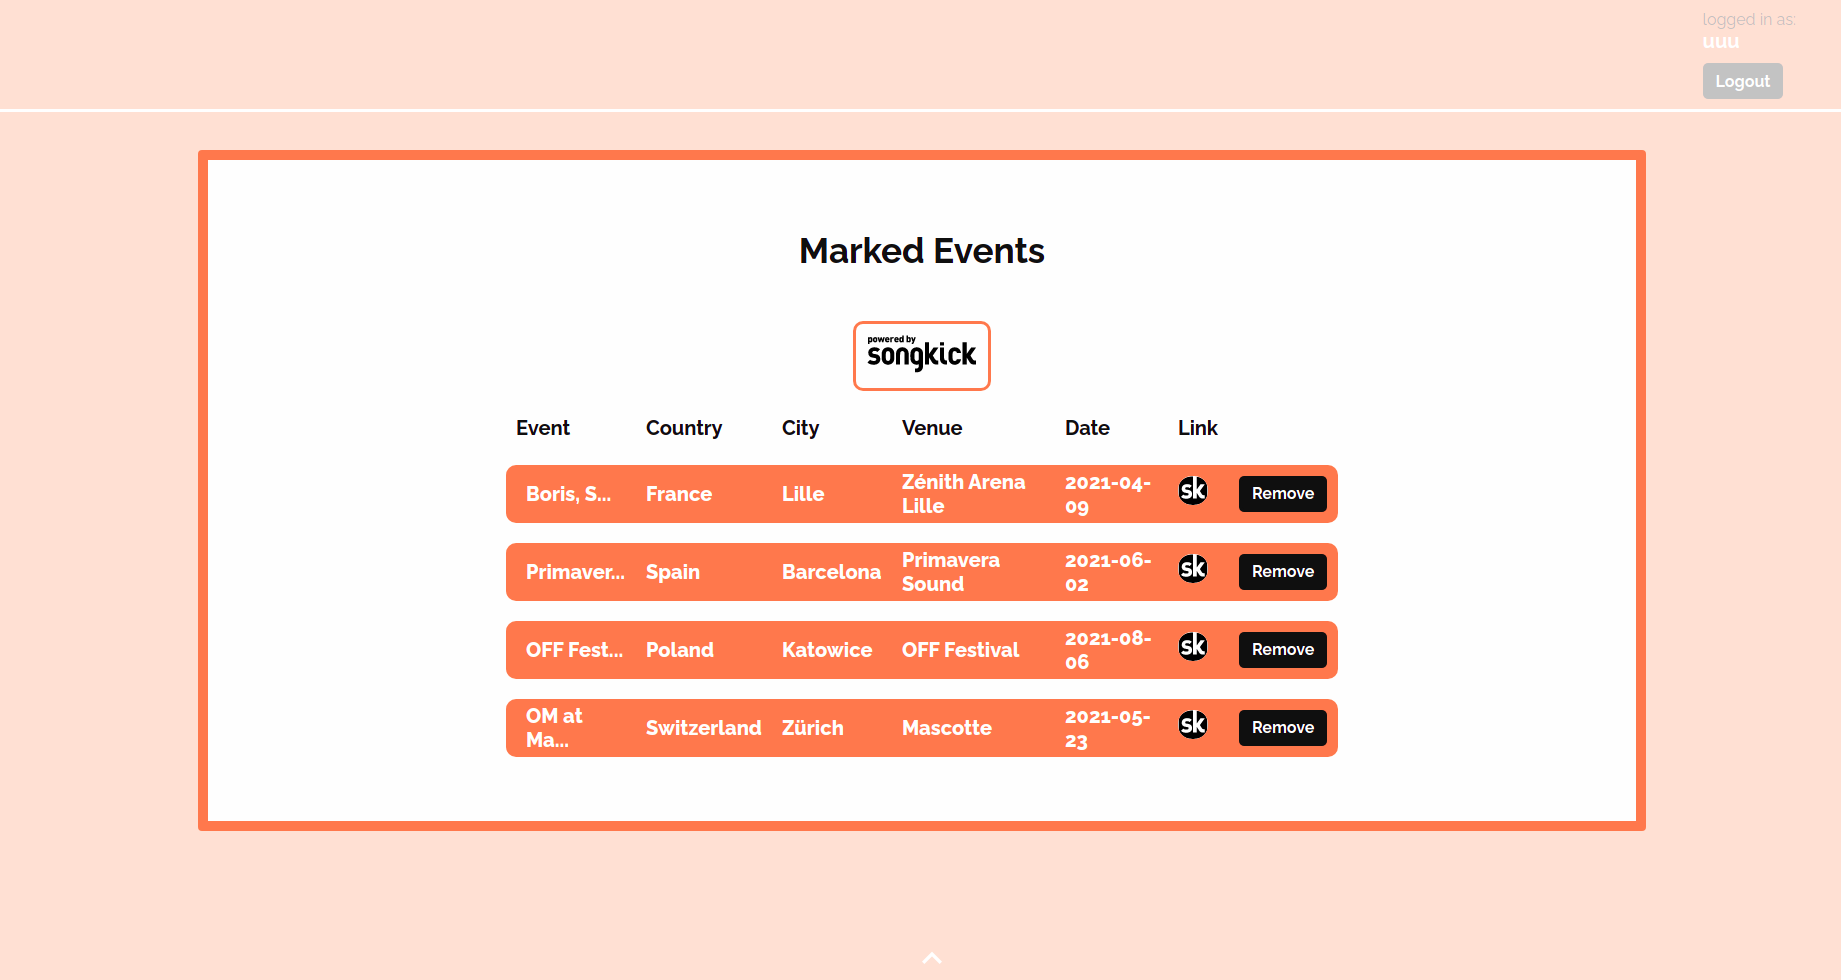 logged in as:
uuu
Logout
Marked Events
powered by
songkick
Event Country City Venue Date Link
Boris, S... France Lille Zénith Arena Lille 2021-04-09 sk Remove
Primaver... Spain Barcelona Primavera Sound 2021-06-02 sk Remove
OFF Fest... Poland Katowice OFF Festival 2021-08-06 sk Remove
OM at Ma... Switzerland Zürich Mascotte 2021-05-23 sk Remove